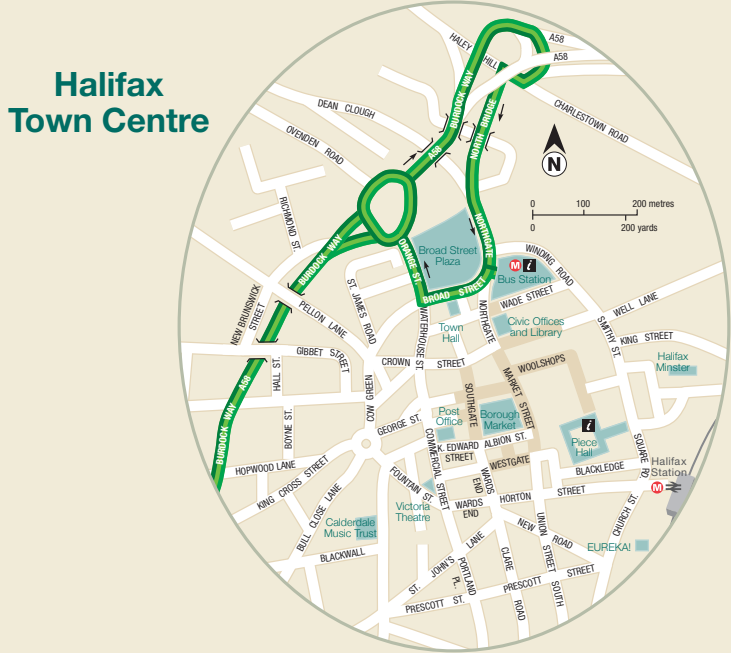 Halifax
Town Centre
HALEY HILL
A58
A58
BURDOCK WAY
NORTH BRIDGE
CHARLESTOWN ROAD
DEAN CLOUGH
OVENDEN ROAD
A58
N
0 100 200 metres
0 200 yards
RICHMOND ST.
BURDOCK WAY
ORANGE ST.
Broad Street
Plaza
NORTHGATE
WINDING ROAD
M i
Bus Station
BROAD STREET
WADE STREET
NEW BRUNSWICK
STREET
PELLON LANE
ST. JAMES ROAD
WATERHOUSE ST.
Town
Hall
NORTHGATE
Civic Offices
and Library
WELL LANE
SMITHY ST.
KING STREET
GIBBET STREET
CROWN STREET
HALL ST.
WOOLSHOPS
Halifax
Minster
BURDOCK WAY A58
COW GREEN
SOUTHGATE
MARKET STREET
BOYNE ST.
GEORGE ST.
Post
Office
Borough
Market
i
Piece
Hall
K. EDWARD
STREET
ALBION ST.
COMMERCIAL STREET
WESTGATE
SQUARE RD.
HOPWOOD LANE
KING CROSS STREET
FOUNTAIN ST.
BLACKLEDGE
Halifax
Station
M
WARDS
END
HORTON STREET
WARDS
END
Victoria
Theatre
BULL CLOSE LANE
Calderdale
Music Trust
CHURCH ST.
NEW ROAD
UNION STREET SOUTH
EUREKA!
BLACKWALL
ST. JOHN'S LANE
PORTLAND
PL.
CLARE
ROAD
PRESCOTT ST.
PRESCOTT STREET